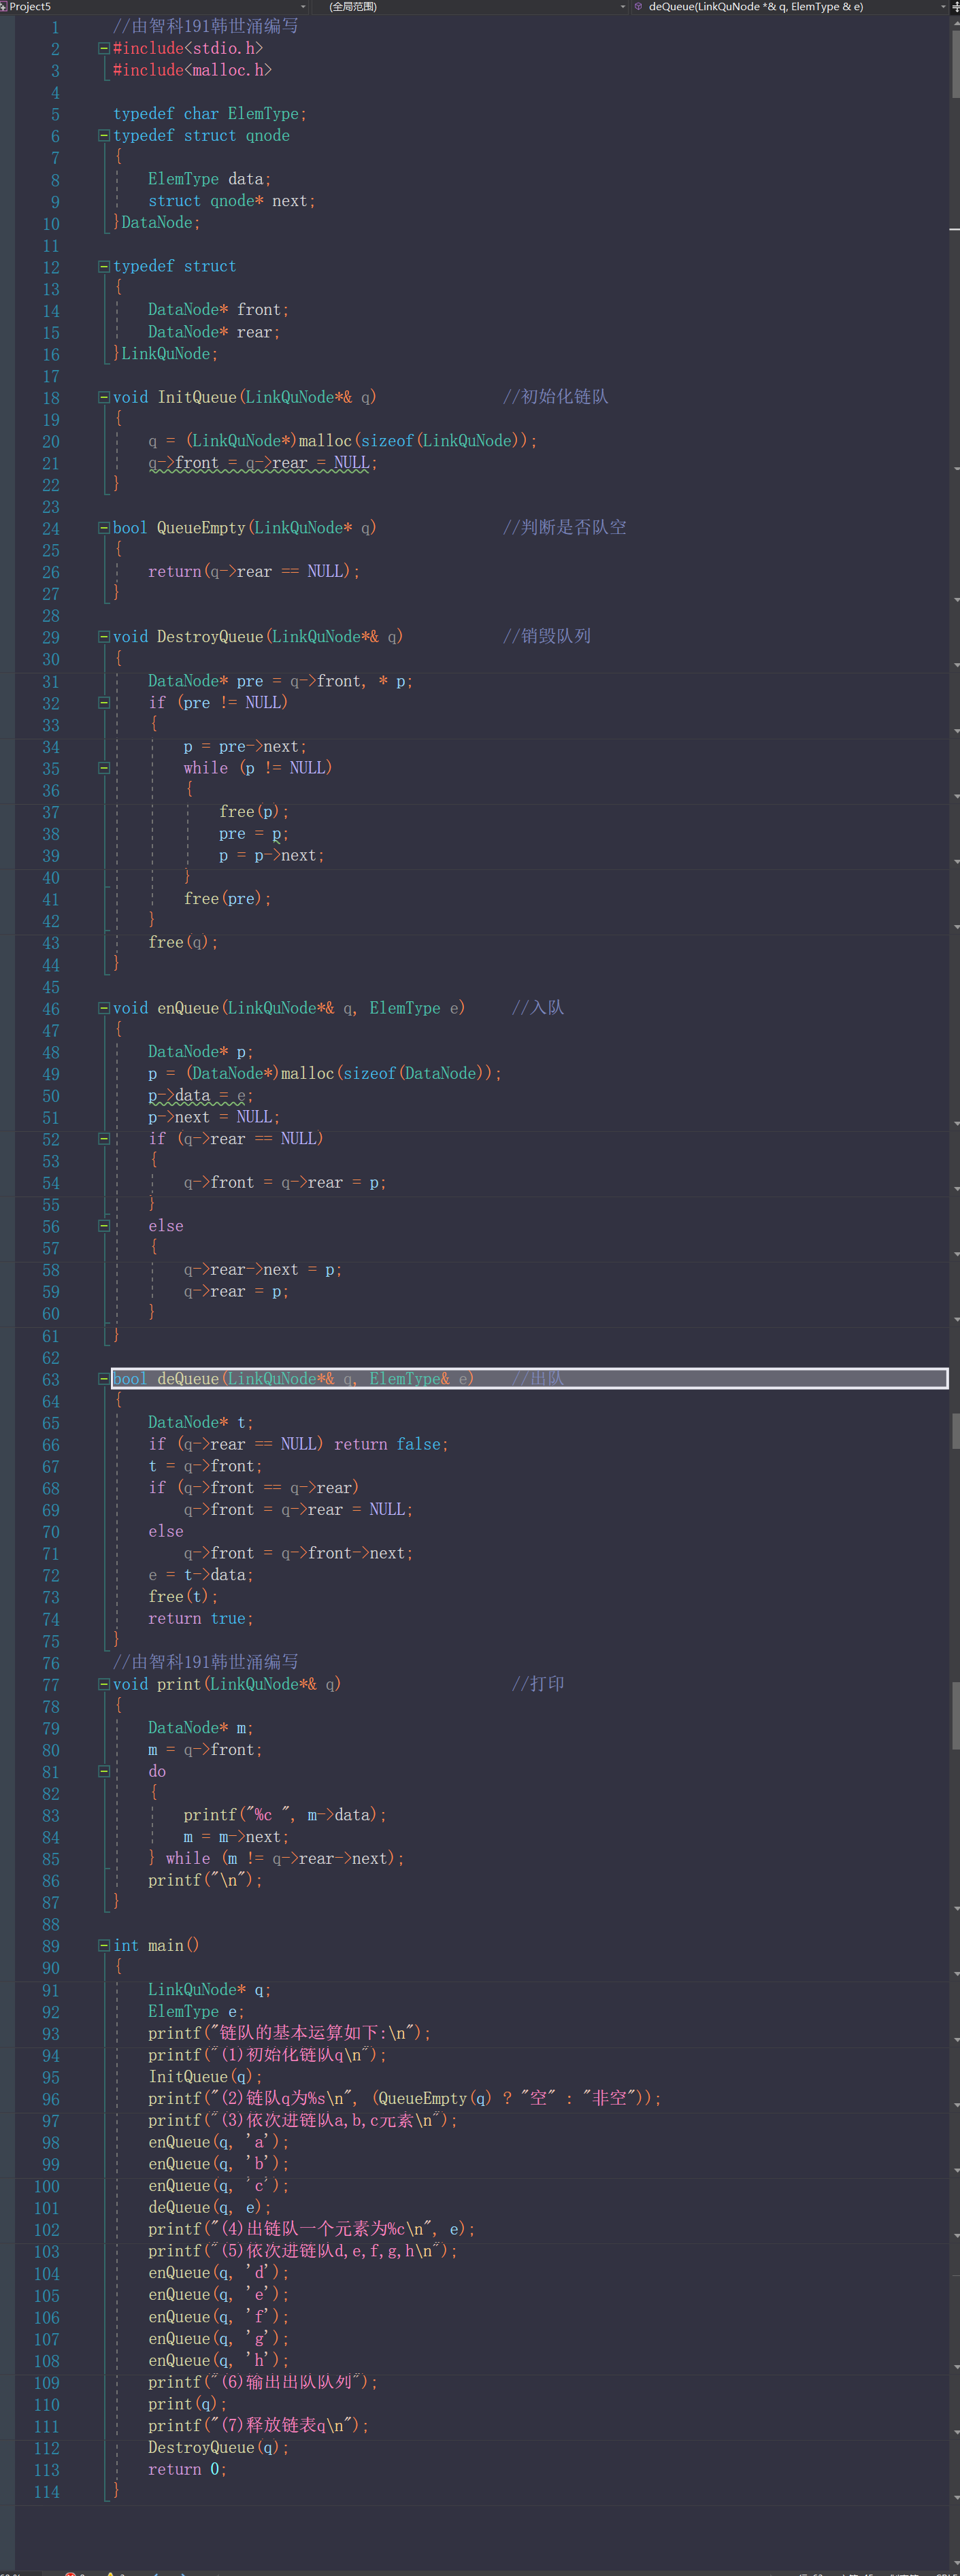 Project5 (全局范围) deQueue(LinkQuNode *& q, ElemType & e)
1 //由智科191韩世涌编写
2 #include<stdio.h>
3 #include<malloc.h>
4
5 typedef char ElemType;
6 typedef struct qnode
7 {
8 ElemType data;
9 struct qnode* next;
10 }DataNode;
11
12 typedef struct
13 {
14 DataNode* front;
15 DataNode* rear;
16 }LinkQuNode;
17
18 void InitQueue(LinkQuNode*& q) //初始化链队
19 {
20 q = (LinkQuNode*)malloc(sizeof(LinkQuNode));
21 q->front = q->rear = NULL;
22 }
23
24 bool QueueEmpty(LinkQuNode* q) //判断是否队空
25 {
26 return(q->rear == NULL);
27 }
28
29 void DestroyQueue(LinkQuNode*& q) //销毁队列
30 {
31 DataNode* pre = q->front, * p;
32 if (pre != NULL)
33 {
34 p = pre->next;
35 while (p != NULL)
36 {
37 free(p);
38 pre = p;
39 p = p->next;
40 }
41 free(pre);
42 }
43 free(q);
44 }
45
46 void enQueue(LinkQuNode*& q, ElemType e) //入队
47 {
48 DataNode* p;
49 p = (DataNode*)malloc(sizeof(DataNode));
50 p->data = e;
51 p->next = NULL;
52 if (q->rear == NULL)
53 {
54 q->front = q->rear = p;
55 }
56 else
57 {
58 q->rear->next = p;
59 q->rear = p;
60 }
61 }
62
63 bool deQueue(LinkQuNode*& q, ElemType& e) //出队
64 {
65 DataNode* t;
66 if (q->rear == NULL) return false;
67 t = q->front;
68 if (q->front == q->rear)
69 q->front = q->rear = NULL;
70 else
71 q->front = q->front->next;
72 e = t->data;
73 free(t);
74 return true;
75 }
76 //由智科191韩世涌编写
77 void print(LinkQuNode*& q) //打印
78 {
79 DataNode* m;
80 m = q->front;
81 do
82 {
83 printf("%c ", m->data);
84 m = m->next;
85 } while (m != q->rear->next);
86 printf("\n");
87 }
88
89 int main()
90 {
91 LinkQuNode* q;
92 ElemType e;
93 printf("链队的基本运算如下:\n");
94 printf("(1)初始化链队q\n");
95 InitQueue(q);
96 printf("(2)链队q为%s\n", (QueueEmpty(q) ? "空" : "非空"));
97 printf("(3)依次进链队a,b,c元素\n");
98 enQueue(q, 'a');
99 enQueue(q, 'b');
100 enQueue(q, 'c');
101 deQueue(q, e);
102 printf("(4)出链队一个元素为%c\n", e);
103 printf("(5)依次进链队d,e,f,g,h\n");
104 enQueue(q, 'd');
105 enQueue(q, 'e');
106 enQueue(q, 'f');
107 enQueue(q, 'g');
108 enQueue(q, 'h');
109 printf("(6)输出出队队列");
110 print(q);
111 printf("(7)释放链表q\n");
112 DestroyQueue(q);
113 return 0;
114 }